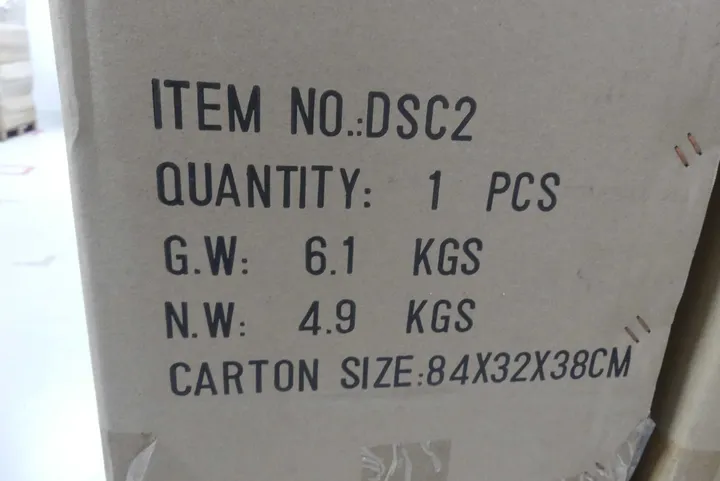 ITEM NO.:DSC2
QUANTITY: 1 PCS
G.W: 6.1 KGS
N.W: 4.9 KGS
CARTON SIZE:84X32X38CM